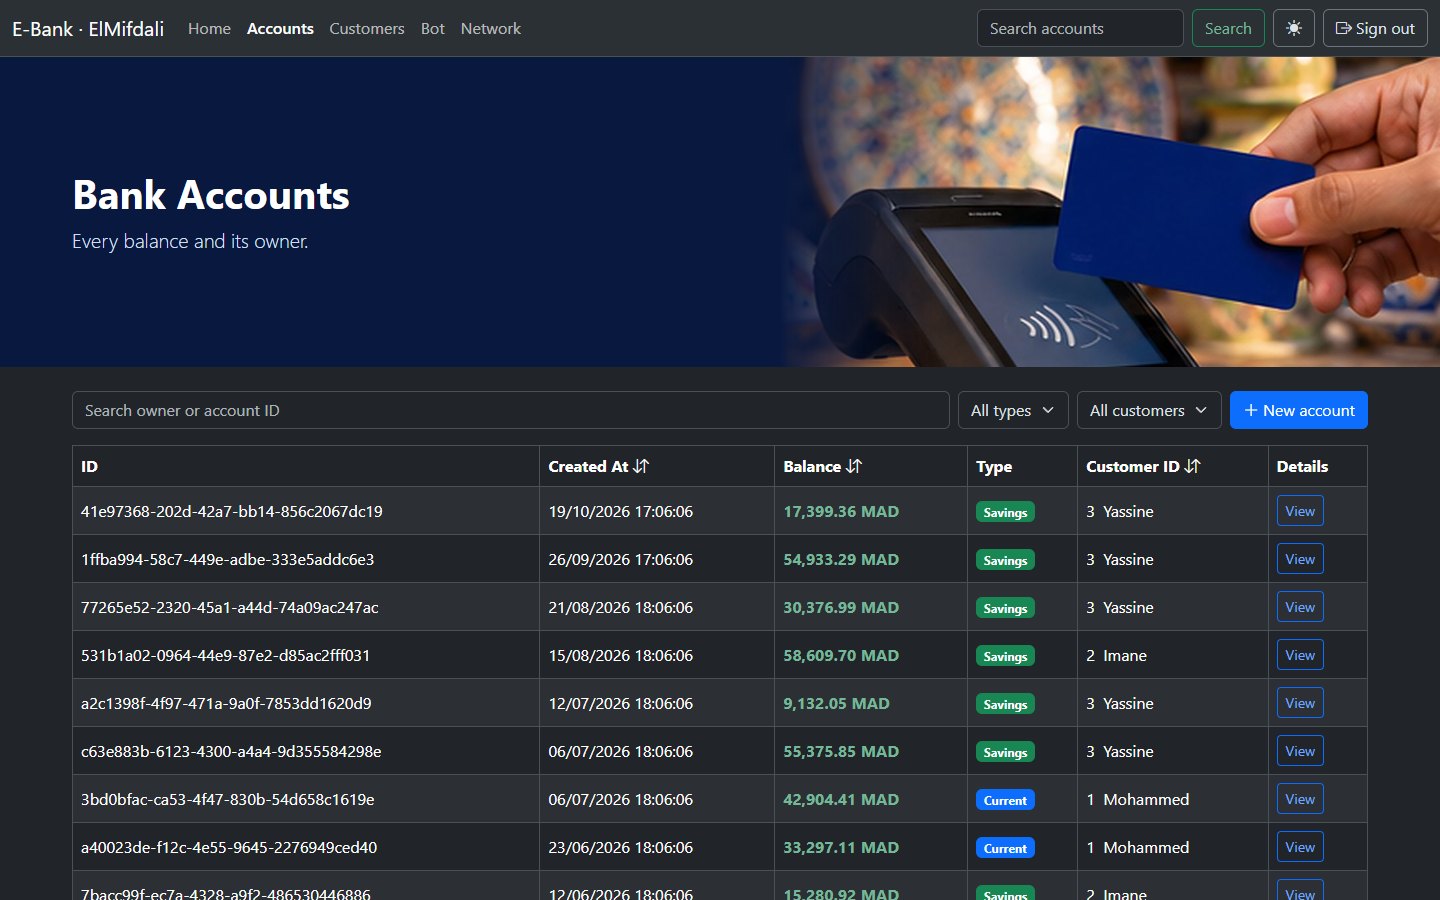 E-Bank · ElMifdali Home Accounts Customers Bot Network Search accounts Search Sign out
Bank Accounts
Every balance and its owner.
Search owner or account ID All types All customers + New account
ID Created At Balance Type Customer ID Details
41e97368-202d-42a7-bb14-856c2067dc19 19/10/2026 17:06:06 17,399.36 MAD Savings 3 Yassine View
1ffba994-58c7-449e-adbe-333e5addc6e3 26/09/2026 17:06:06 54,933.29 MAD Savings 3 Yassine View
77265e52-2320-45a1-a44d-74a09ac247ac 21/08/2026 18:06:06 30,376.99 MAD Savings 3 Yassine View
531b1a02-0964-44e9-87e2-d85ac2fff031 15/08/2026 18:06:06 58,609.70 MAD Savings 2 Imane View
a2c1398f-4f97-471a-9a0f-7853dd1620d9 12/07/2026 18:06:06 9,132.05 MAD Savings 3 Yassine View
c63e883b-6123-4300-a4a4-9d355584298e 06/07/2026 18:06:06 55,375.85 MAD Savings 3 Yassine View
3bd0bfac-ca53-4f47-830b-54d658c1619e 06/07/2026 18:06:06 42,904.41 MAD Current 1 Mohammed View
a40023de-f12c-4e55-9645-2276949ced40 23/06/2026 18:06:06 33,297.11 MAD Current 1 Mohammed View
7bacc99f-ec7a-4328-a9f2-486530446886 12/06/2026 18:06:06 15,280.92 MAD Savings 2 Imane View